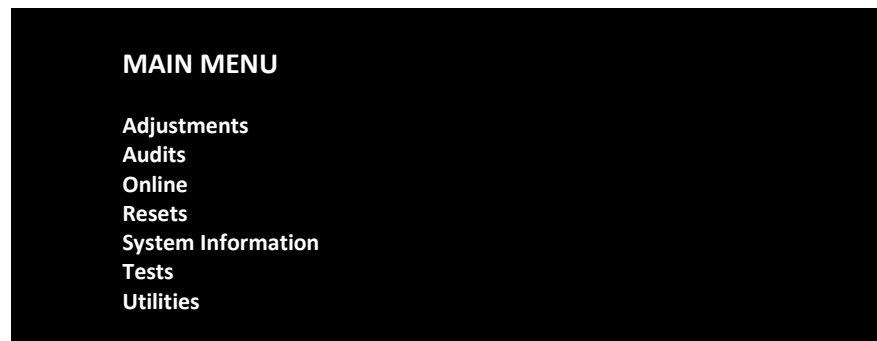 MAIN MENU
Adjustments
Audits
Online
Resets
System Information
Tests
Utilities